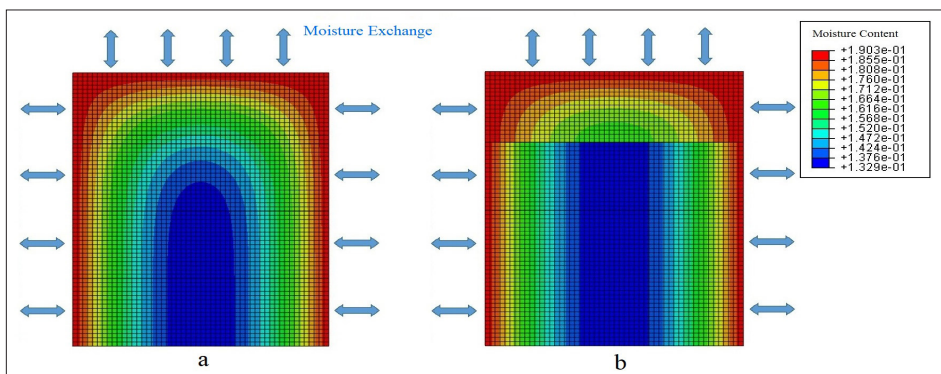 Moisture Exchange
Moisture Content
+1.903e-01
+1.855e-01
+1.808e-01
+1.760e-01
+1.712e-01
+1.664e-01
+1.616e-01
+1.568e-01
+1.520e-01
+1.472e-01
+1.424e-01
+1.376e-01
+1.329e-01
a
b